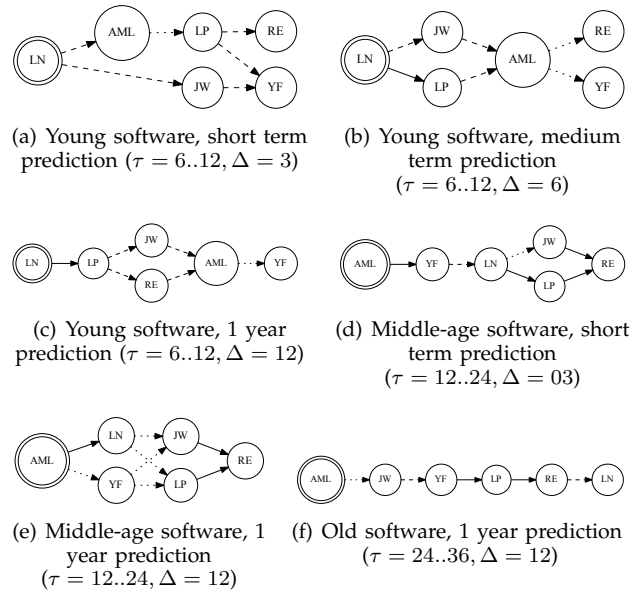 LN
AML
LP
RE
JW
YF
(a) Young software, short term
prediction (τ = 6..12, Δ = 3)
LN
JW
LP
AML
RE
YF
(b) Young software, medium
term prediction
(τ = 6..12, Δ = 6)
LN
LP
JW
RE
AML
YF
(c) Young software, 1 year
prediction (τ = 6..12, Δ = 12)
AML
YF
LN
JW
LP
RE
(d) Middle-age software, short
term prediction
(τ = 12..24, Δ = 03)
AML
LN
YF
JW
LP
RE
(e) Middle-age software, 1
year prediction
(τ = 12..24, Δ = 12)
AML
JW
YF
LP
RE
LN
(f) Old software, 1 year prediction
(τ = 24..36, Δ = 12)